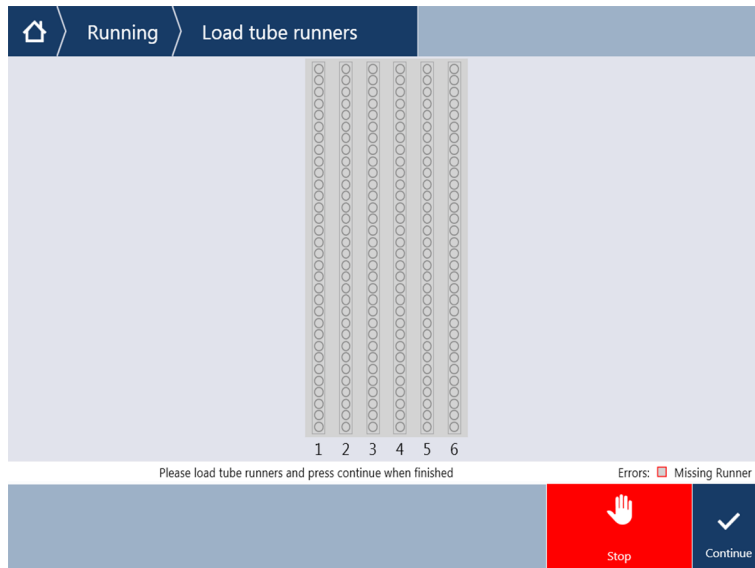 Running Load tube runners
1 2 3 4 5 6
Please load tube runners and press continue when finished Errors: Missing Runner
Stop Continue